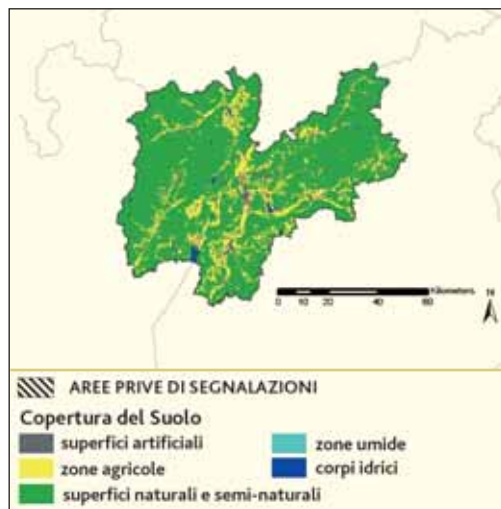 Kilometers
N
0 10 20 40 60
AREE PRIVE DI SEGNALAZIONI
Copertura del Suolo
superfici artificiali
zone umide
zone agricole
corpi idrici
superfici naturali e semi-naturali